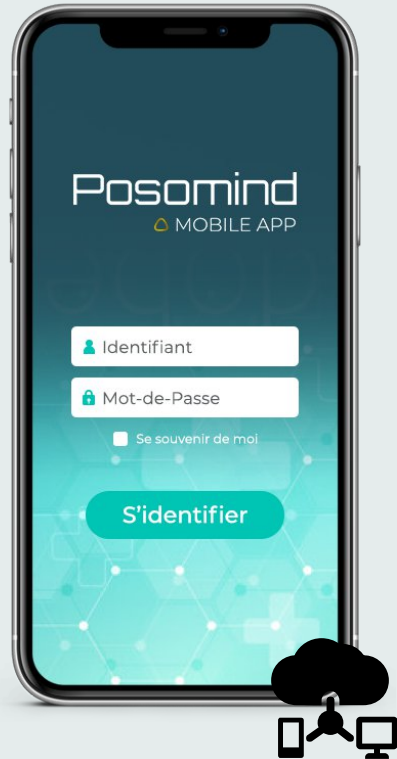 Posomind
MOBILE APP
Identifiant
Mot-de-Passe
Se souvenir de moi
S'identifier